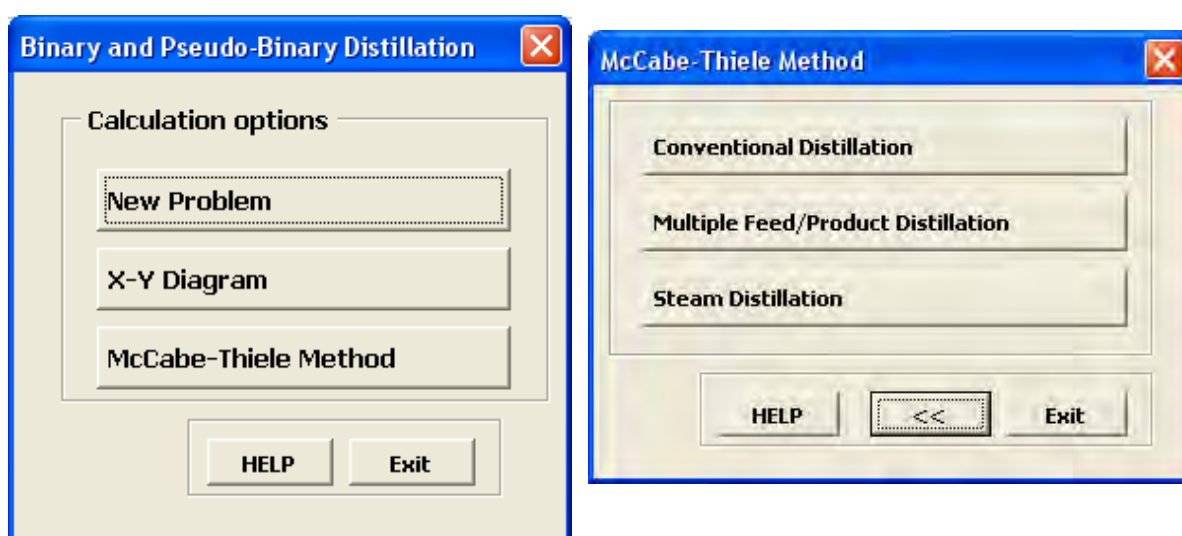 Binary and Pseudo-Binary Distillation
Calculation options
New Problem
X-Y Diagram
McCabe-Thiele Method
HELP
Exit
McCabe-Thiele Method
Conventional Distillation
Multiple Feed/Product Distillation
Steam Distillation
HELP
<<
Exit